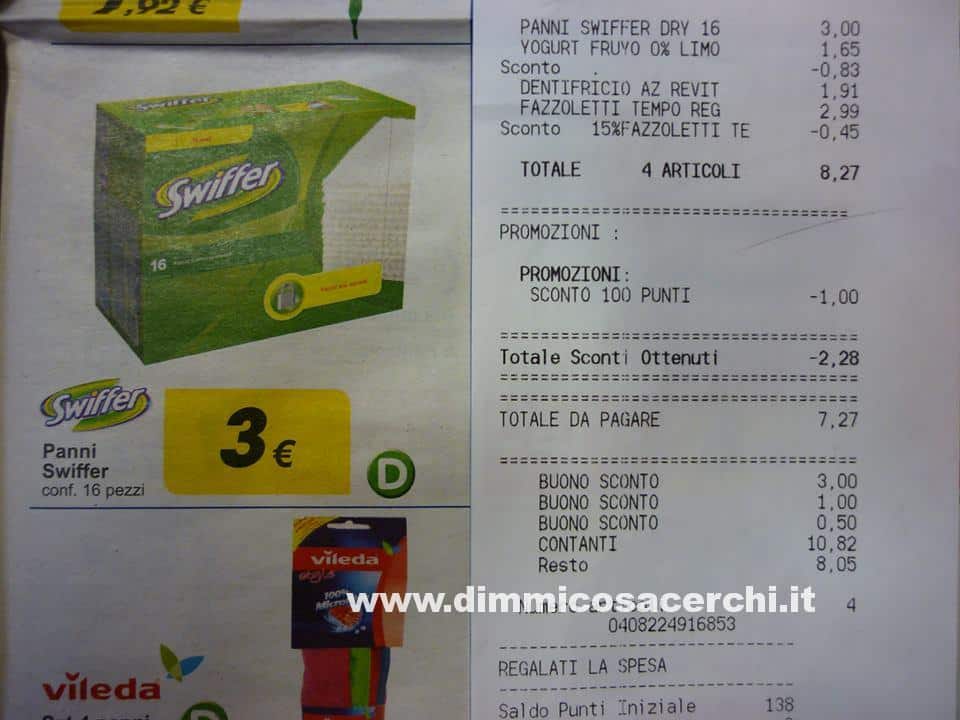 9,92 €
Swiffer
16
Swiffer
Panni
Swiffer
conf. 16 pezzi
3 €
D
vileda
style
100%
vileda
D
PANNI SWIFFER DRY 16 3,00
YOGURT FRUYO 0% LIMO 1,65
Sconto . -0,83
DENTIFRICIO AZ REVIT 1,91
FAZZOLETTI TEMPO REG 2,99
Sconto 15%FAZZOLETTI TE -0,45
TOTALE 4 ARTICOLI 8,27
===================================
PROMOZIONI :
PROMOZIONI:
SCONTO 100 PUNTI -1,00
===================================
Totale Sconti Ottenuti -2,28
===================================
===================================
TOTALE DA PAGARE 7,27
===================================
BUONO SCONTO 3,00
BUONO SCONTO 1,00
BUONO SCONTO 0,50
CONTANTI 10,82
Resto 8,05
www.dimmicosacerchi.it
4
0408224916853
------------------------------
REGALATI LA SPESA
------------------------------
Saldo Punti Iniziale 138